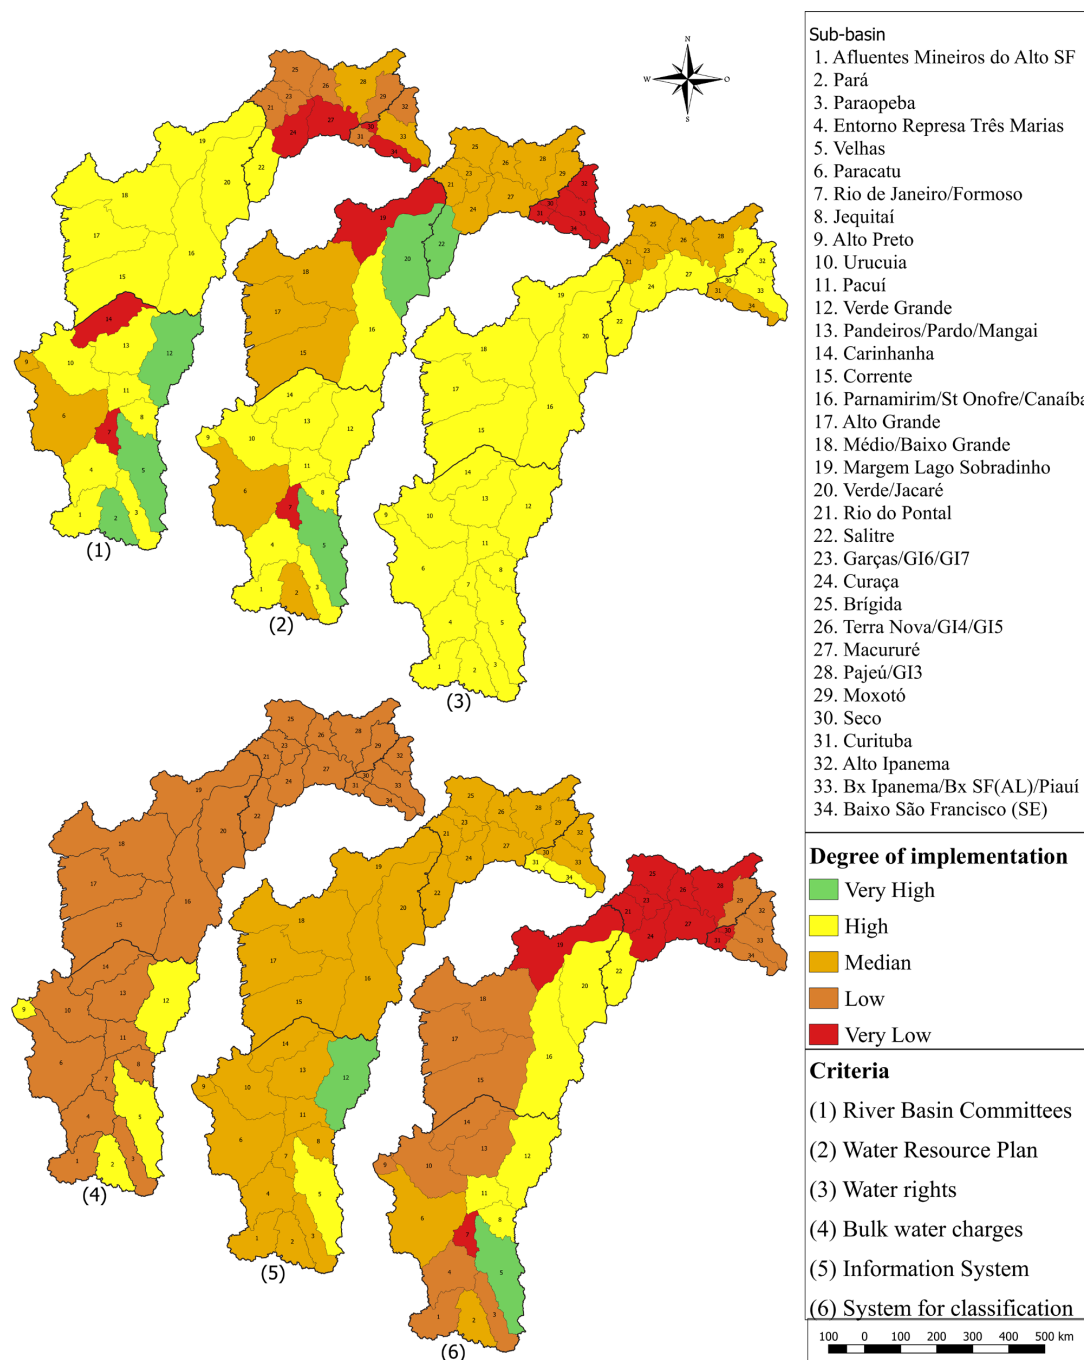 N
W
O
S
Sub-basin
1. Afluentes Mineiros do Alto SF
2. Pará
3. Paraopeba
4. Entorno Represa Três Marias
5. Velhas
6. Paracatu
7. Rio de Janeiro/Formoso
8. Jequitaí
9. Alto Preto
10. Urucuia
11. Pacuí
12. Verde Grande
13. Pandeiros/Pardo/Mangai
14. Carinhanha
15. Corrente
16. Parnamirim/St Onofre/Canaíba
17. Alto Grande
18. Médio/Baixo Grande
19. Margem Lago Sobradinho
20. Verde/Jacaré
21. Rio do Pontal
22. Salitre
23. Garças/GI6/GI7
24. Curaça
25. Brígida
26. Terra Nova/GI4/GI5
27. Macururé
28. Pajeú/GI3
29. Moxotó
30. Seco
31. Curituba
32. Alto Ipanema
33. Bx Ipanema/Bx SF(AL)/Piauí
34. Baixo São Francisco (SE)
Degree of implementation
Very High
High
Median
Low
Very Low
Criteria
(1) River Basin Committees
(2) Water Resource Plan
(3) Water rights
(4) Bulk water charges
(5) Information System
(6) System for classification
100 0 100 200 300 400 500 km
(1)
(2)
(3)
(4)
(5)
(6)